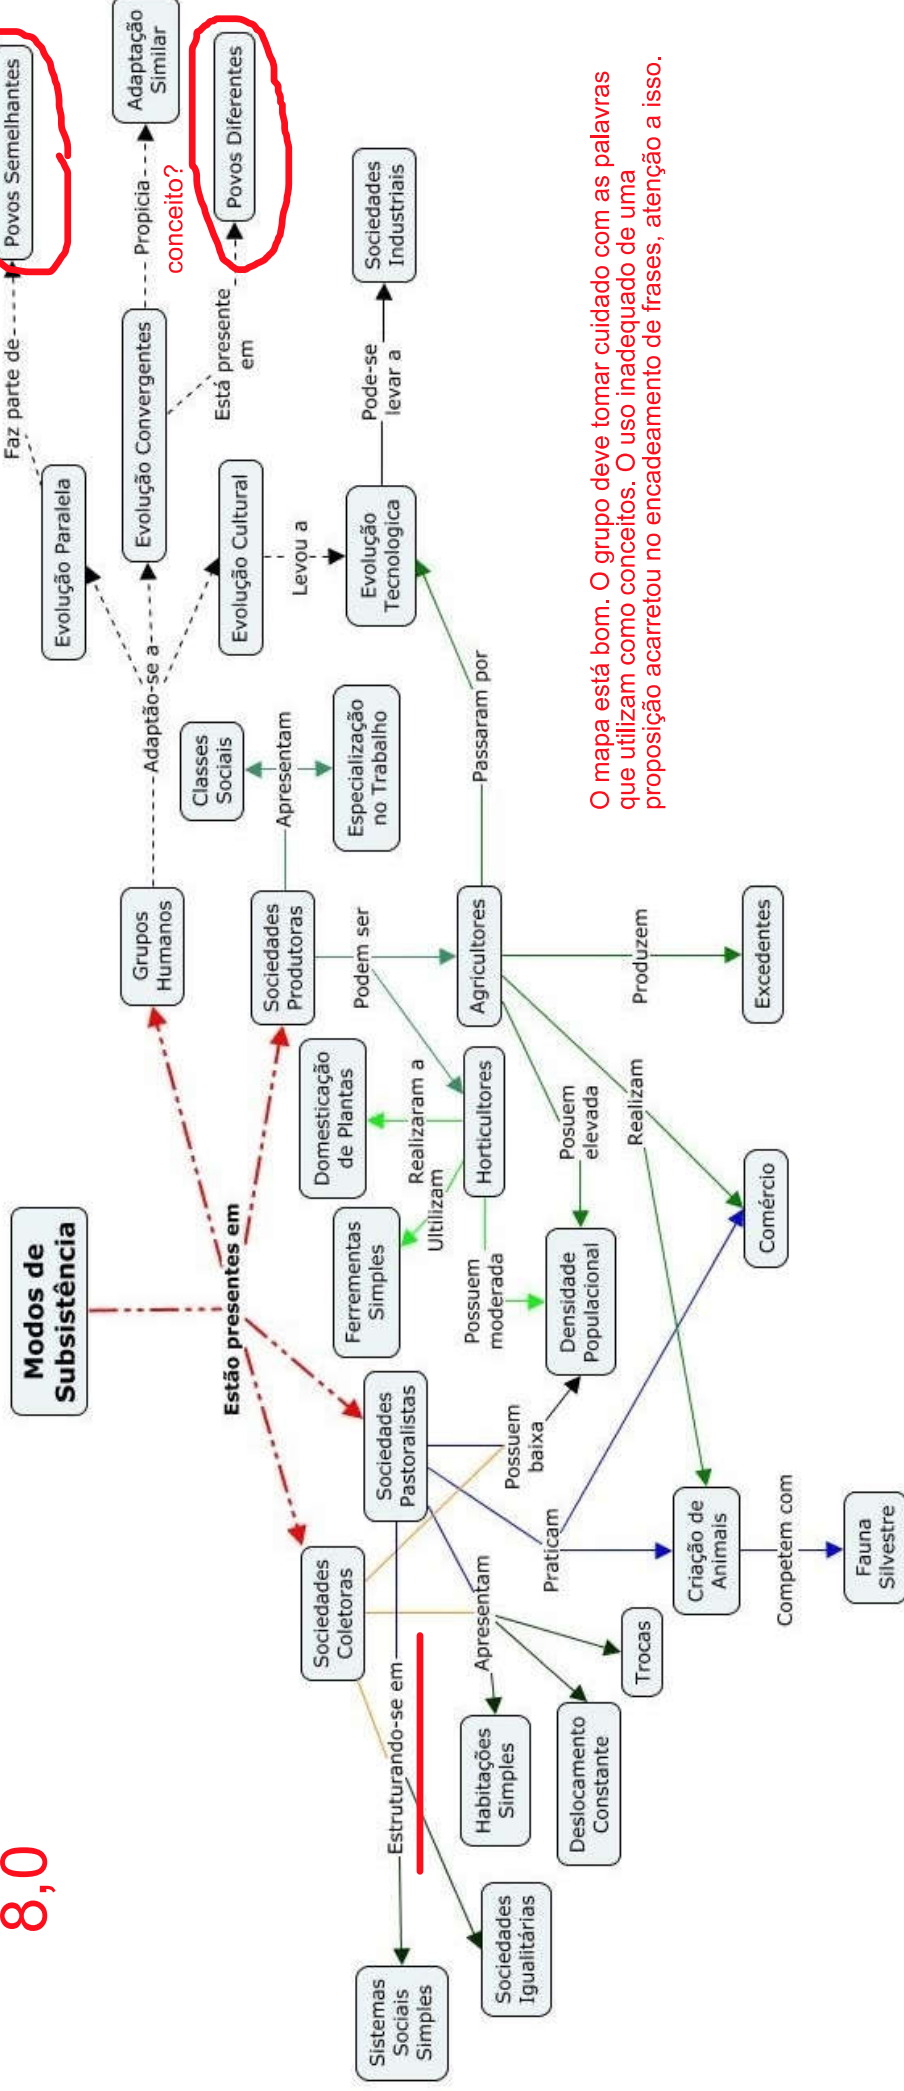 8,0
Modos de
Subsistência
Estão presentes em
Sociedades
Coletoras
Sociedades
Pastoralistas
Sociedades
Produtoras
Grupos
Humanos
Estruturando-se em
Sistemas
Sociais
Simples
Sociedades
Igualitárias
Apresentam
Habitações
Simples
Deslocamento
Constante
Trocas
Possuem
baixa
Praticam
Criação de
Animais
Competem com
Fauna
Silvestre
Comércio
Densidade
Populacional
Possuem
moderada
Ferrementas
Simples
Ultilizam
Domesticação
de Plantas
Realizaram a
Horticultores
Podem ser
Agricultores
Possuem
elevada
Realizam
Produzem
Excedentes
Apresentam
Classes
Sociais
Especialização
no Trabalho
Passaram por
Adaptão-se a
Evolução Paralela
Evolução Convergentes
Evolução Cultural
Levou a
Evolução
Tecnologica
Pode-se
levar a
Sociedades
Industriais
Faz parte de
Povos Semelhantes
Propicia
Adaptação
Similar
conceito?
Está presente
em
Povos Diferentes
O mapa está bom. O grupo deve tomar cuidado com as palavras
que utilizam como conceitos. O uso inadequado de uma
proposição acarretou no encadeamento de frases, atenção a isso.